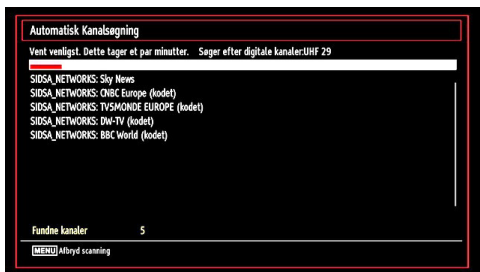 Automatisk Kanalsøgning
Vent venligst. Dette tager et par minutter. Søger efter digitale kanaler:UHF 29
SIDSA_NETWORKS: Sky News
SIDSA_NETWORKS: CNBC Europe (kodet)
SIDSA_NETWORKS: TV5MONDE EUROPE (kodet)
SIDSA_NETWORKS: DW-TV (kodet)
SIDSA_NETWORKS: BBC World (kodet)
Fundne kanaler 5
MENU Afbryd scanning